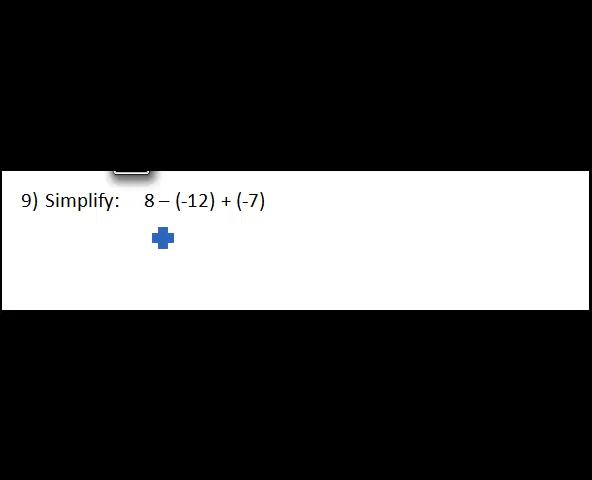 9) Simplify: 8 – (-12) + (-7)